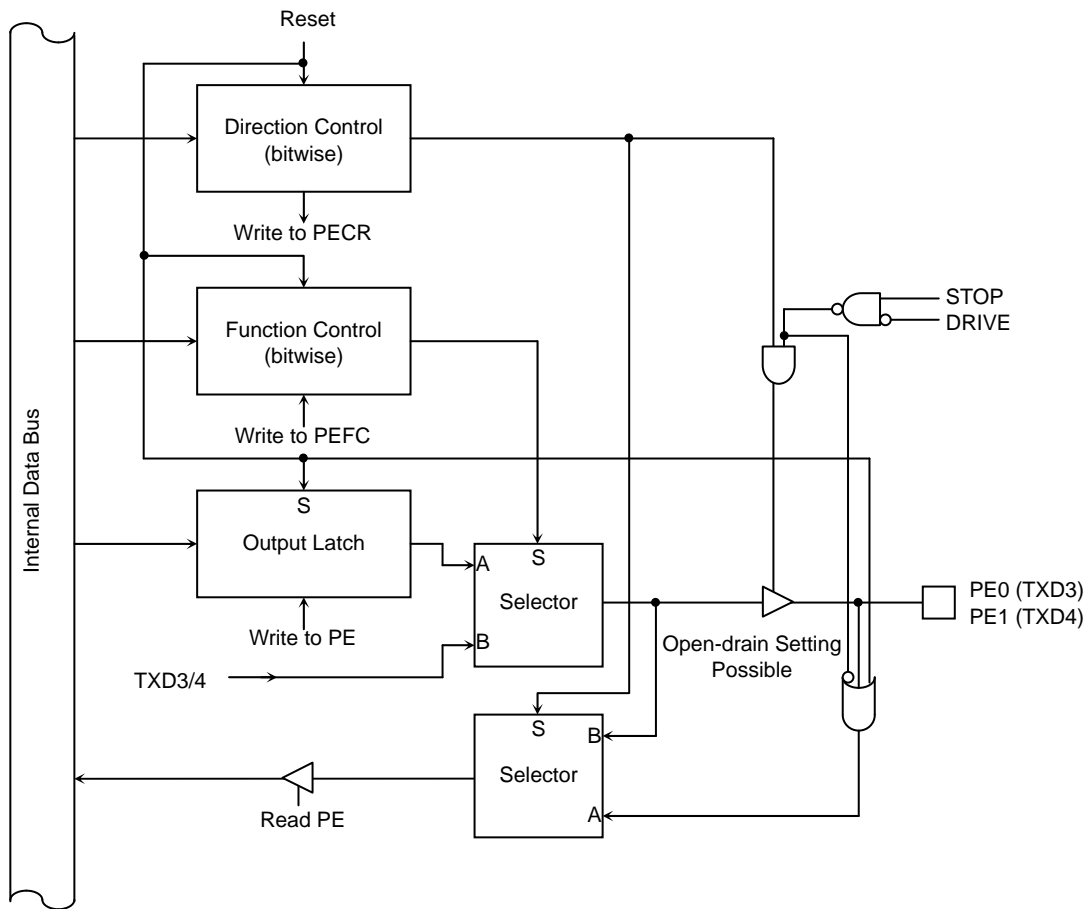 Reset
Direction Control
(bitwise)
Write to PECR
STOP
DRIVE
Function Control
(bitwise)
Write to PEFC
Internal Data Bus
S
Output Latch
A
S
Selector
B
PE0 (TXD3)
PE1 (TXD4)
Write to PE
Open-drain Setting
Possible
TXD3/4
S
B
Selector
A
Read PE